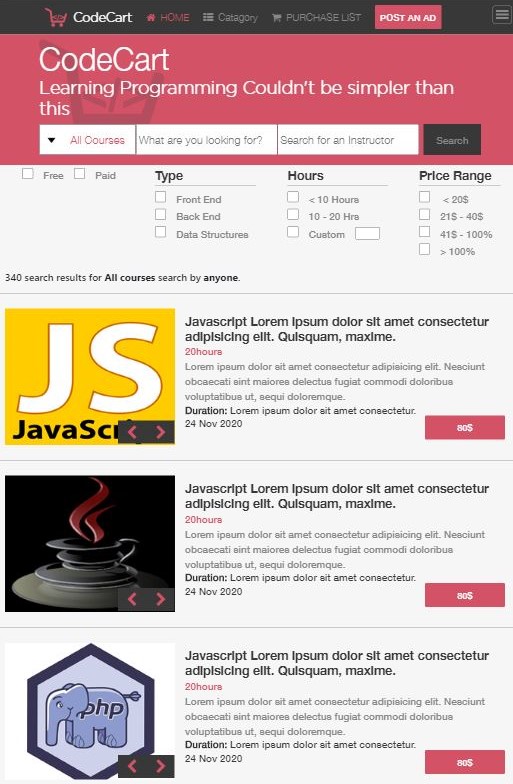 CodeCart HOME Catagory PURCHASE LIST POST AN AD
CodeCart
Learning Programming Couldn't be simpler than
this
All Courses What are you looking for? Search for an Instructor Search
Free Paid Type Hours Price Range
Front End < 10 Hours < 20$
Back End 10 - 20 Hrs 21$ - 40$
Data Structures Custom 41$ - 100%
> 100%
340 search results for All courses search by anyone.
Javascript Lorem ipsum dolor sit amet consectetur
adipisicing elit. Quisquam, maxime.
20hours
Lorem ipsum dolor sit amet consectetur adipisicing elit. Nesciunt
obcaecati sint maiores delectus fugiat commodi doloribus
voluptatibus ut, sequi doloremque.
Duration: Lorem ipsum dolor sit amet consectetur.
24 Nov 2020
80$
JS
JavaScri
Javascript Lorem ipsum dolor sit amet consectetur
adipisicing elit. Quisquam, maxime.
20hours
Lorem ipsum dolor sit amet consectetur adipisicing elit. Nesciunt
obcaecati sint maiores delectus fugiat commodi doloribus
voluptatibus ut, sequi doloremque.
Duration: Lorem ipsum dolor sit amet consectetur.
24 Nov 2020
80$
php
Javascript Lorem ipsum dolor sit amet consectetur
adipisicing elit. Quisquam, maxime.
20hours
Lorem ipsum dolor sit amet consectetur adipisicing elit. Nesciunt
obcaecati sint maiores delectus fugiat commodi doloribus
voluptatibus ut, sequi doloremque.
Duration: Lorem ipsum dolor sit amet consectetur.
24 Nov 2020
80$